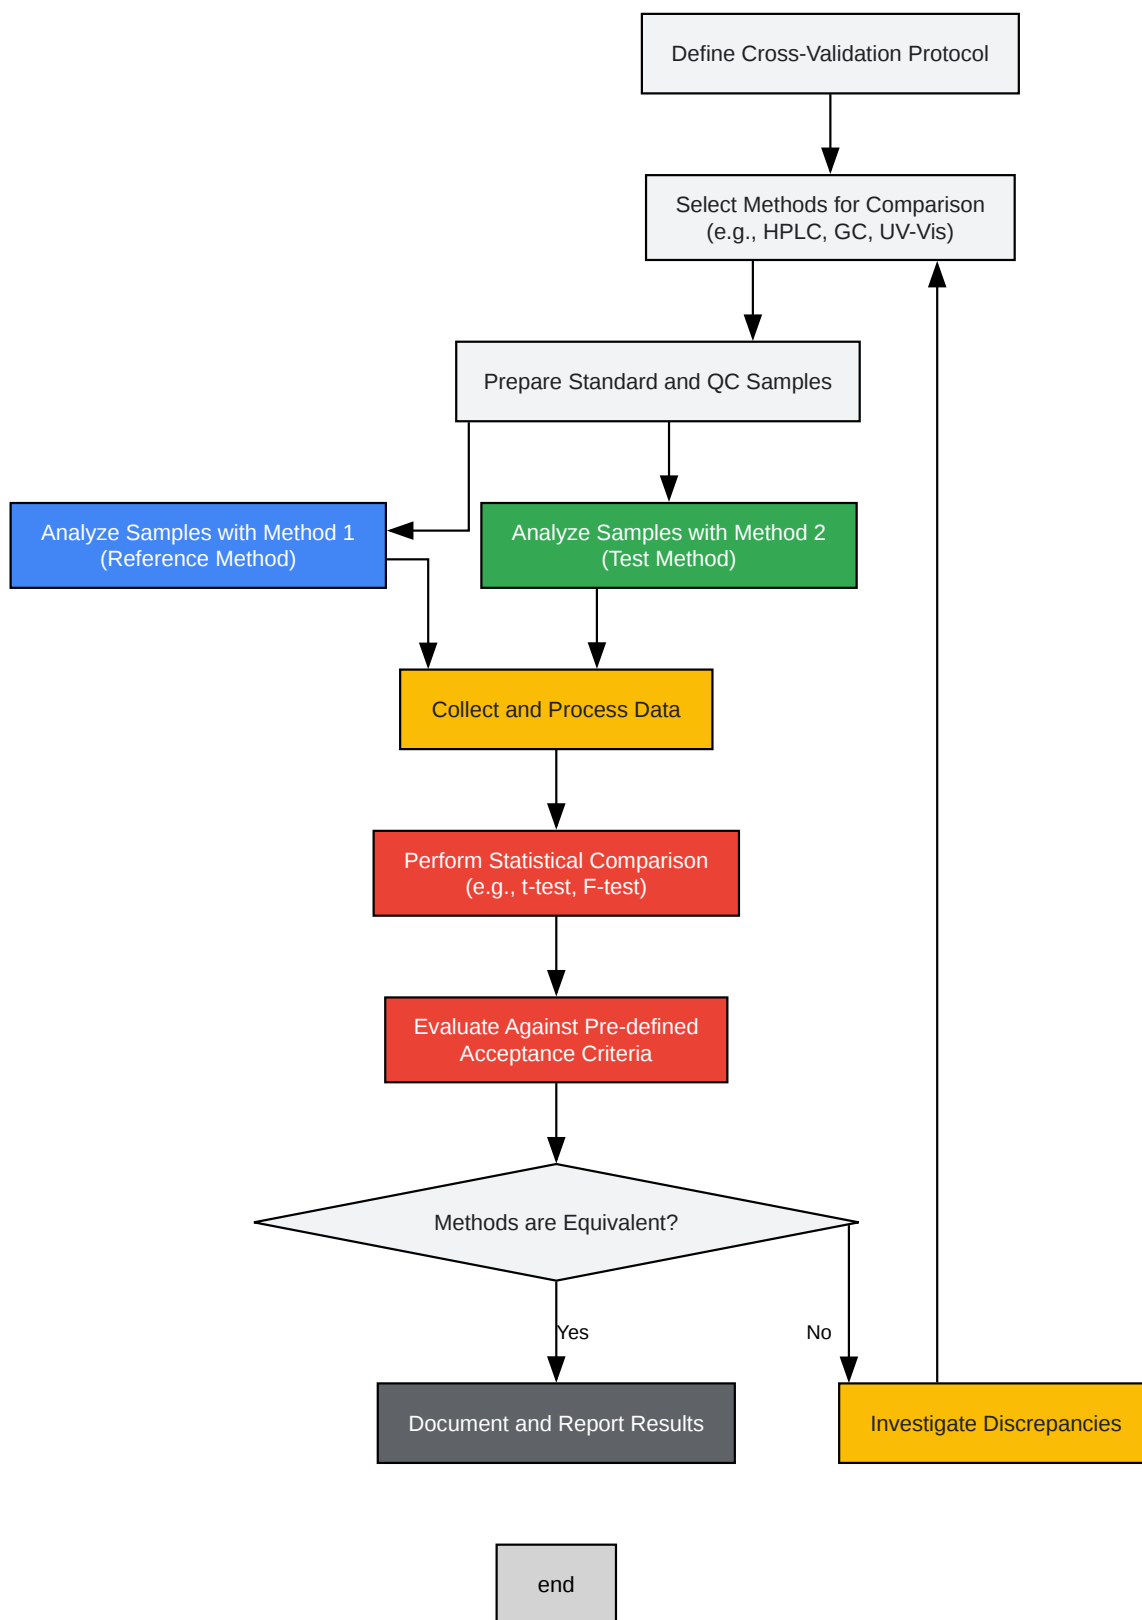 Define Cross-Validation Protocol
Select Methods for Comparison
(e.g., HPLC, GC, UV-Vis)
Prepare Standard and QC Samples
Analyze Samples with Method 1
(Reference Method)
Analyze Samples with Method 2
(Test Method)
Collect and Process Data
Perform Statistical Comparison
(e.g., t-test, F-test)
Evaluate Against Pre-defined
Acceptance Criteria
Methods are Equivalent?
Yes
No
Document and Report Results
Investigate Discrepancies
end